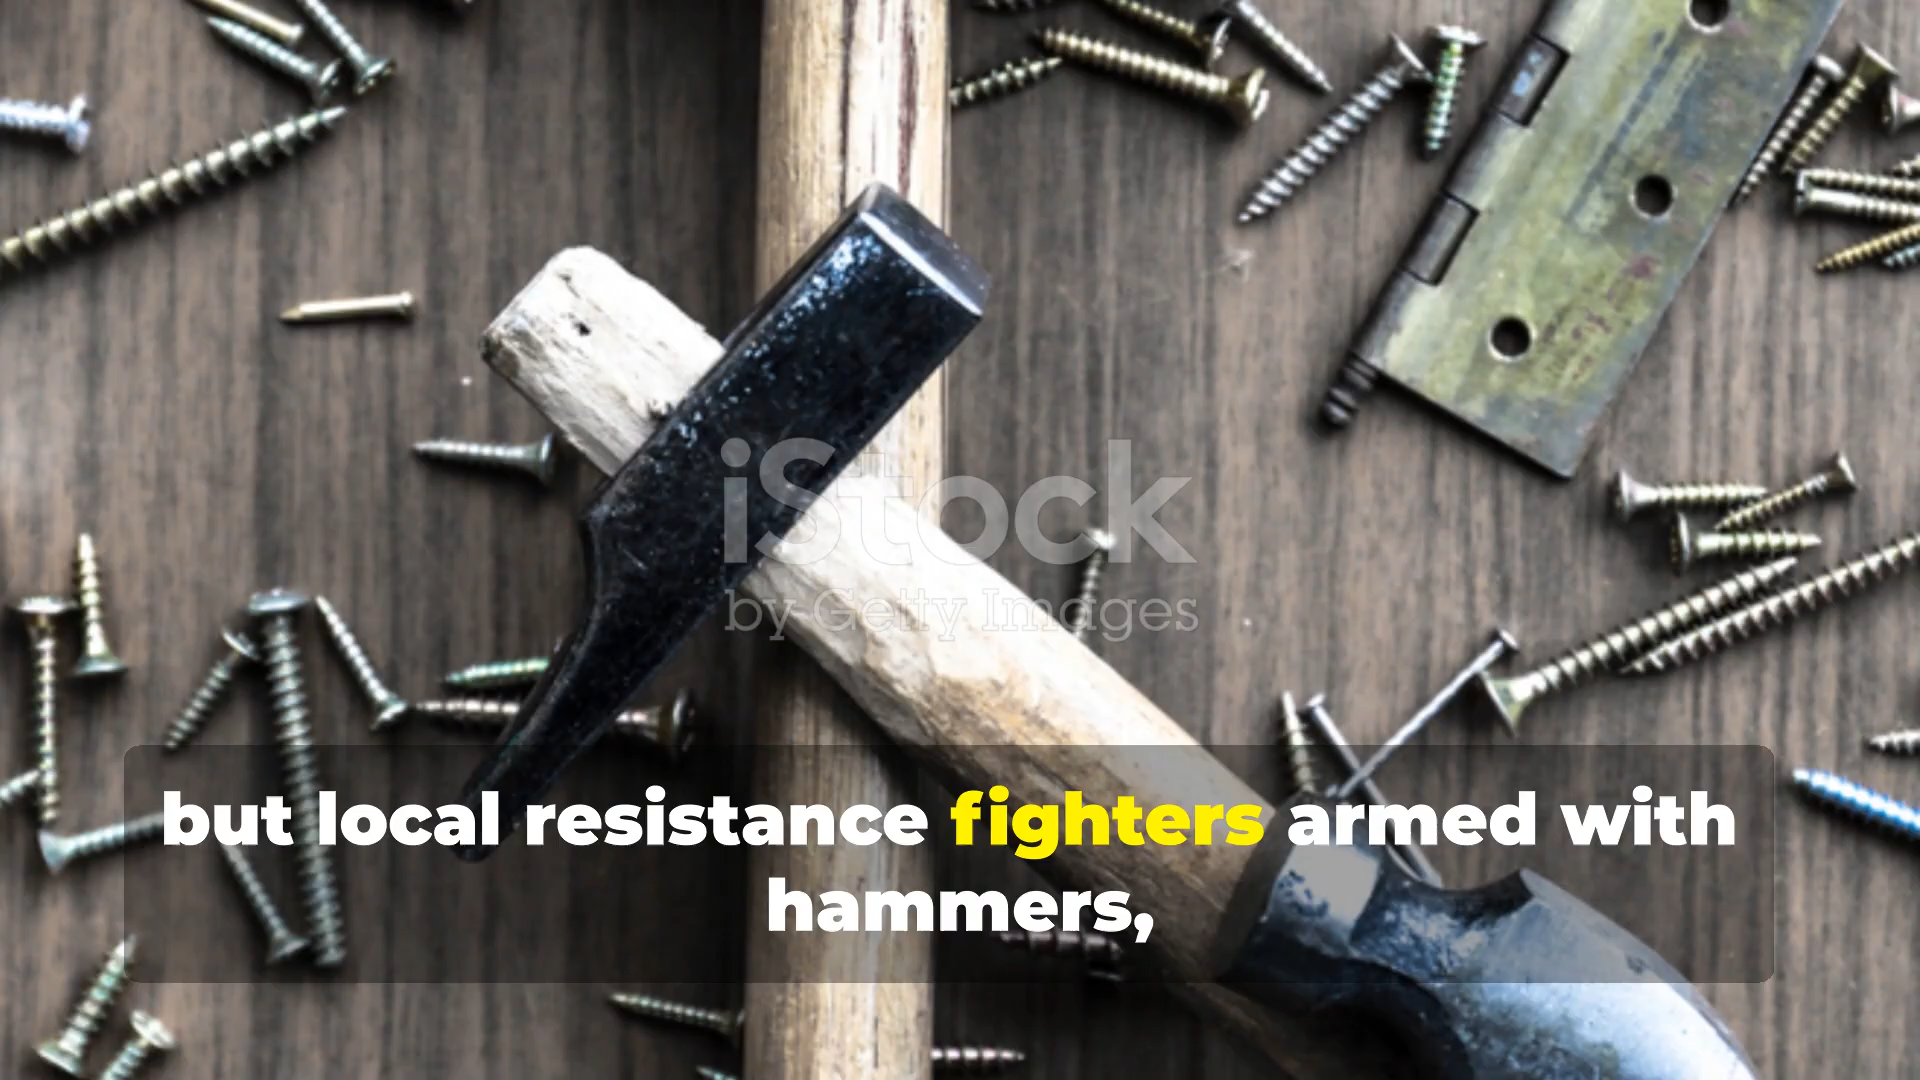 iStock
by Getty Images
but local resistance fighters armed with
hammers,